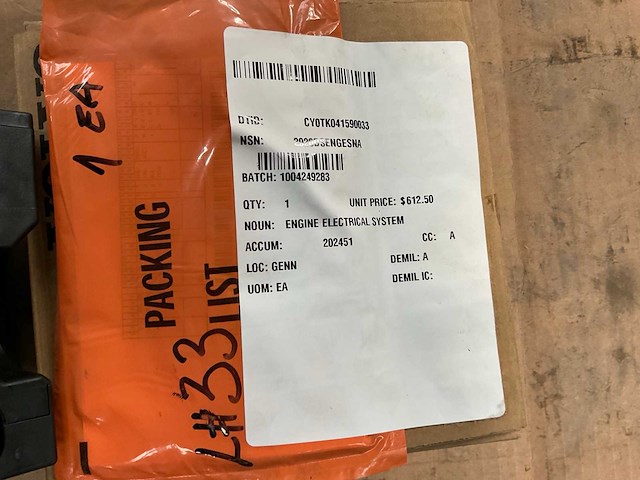 1 EA
PACKING
LIST
L#33
DTID: CY0TK041590033
NSN:
BATCH: 1004249283
QTY: 1 UNIT PRICE: $612.50
NOUN: ENGINE ELECTRICAL SYSTEM
ACCUM: 202451 CC: A
LOC: GENN DEMIL: A
UOM: EA DEMIL IC: